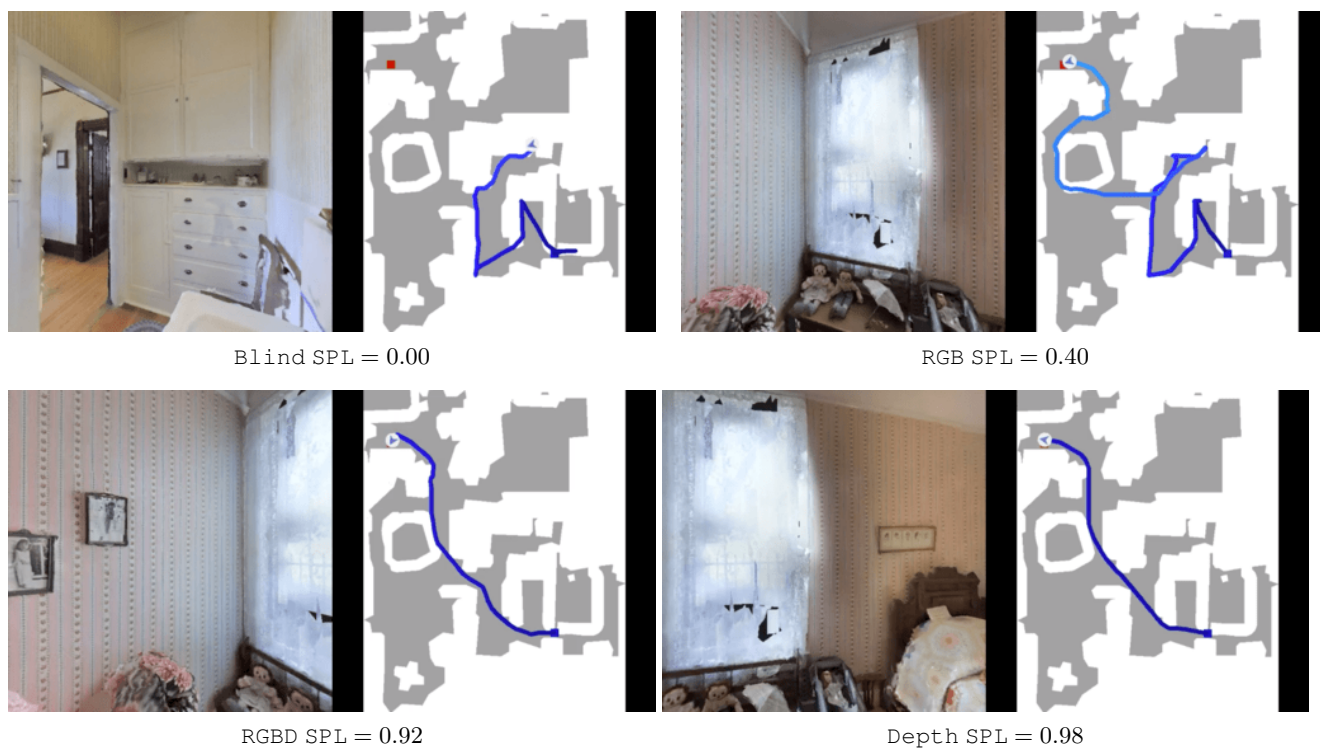 Blind SPL = 0.00
RGB SPL = 0.40
RGBD SPL = 0.92
Depth SPL = 0.98